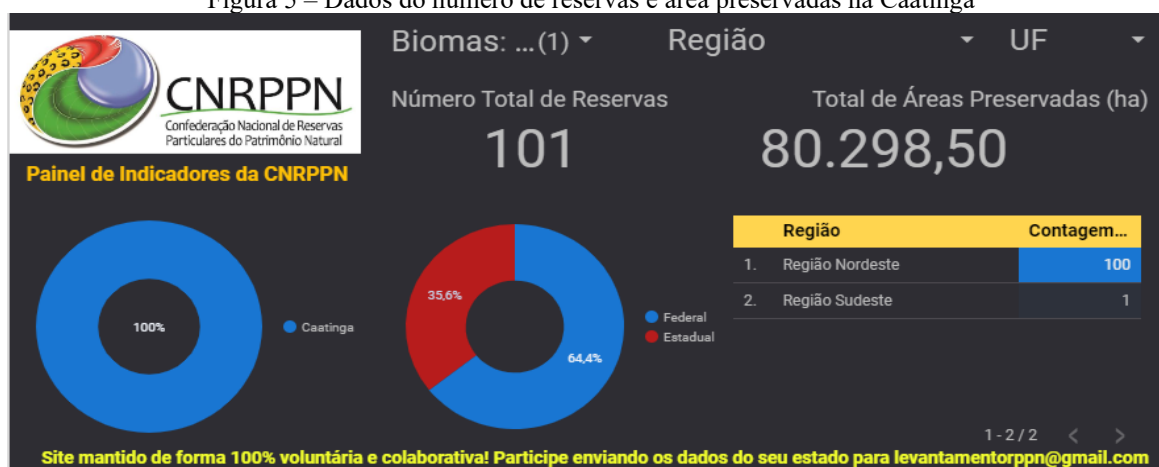 Figura 5 – Dados do número de reservas e área preservadas na Caatinga
Biomas: ...(1)
Região
UF
CNRPPN
Confederação Nacional de Reservas
Particulares do Patrimônio Natural
Painel de Indicadores da CNRPPN
Número Total de Reservas
101
Total de Áreas Preservadas (ha)
80.298,50
100%
Caatinga
35,6%
64,4%
Federal
Estadual
Região Contagem...
1. Região Nordeste 100
2. Região Sudeste 1
1-2/2 < >
Site mantido de forma 100% voluntária e colaborativa! Participe enviando os dados do seu estado para levantamentorppn@gmail.com